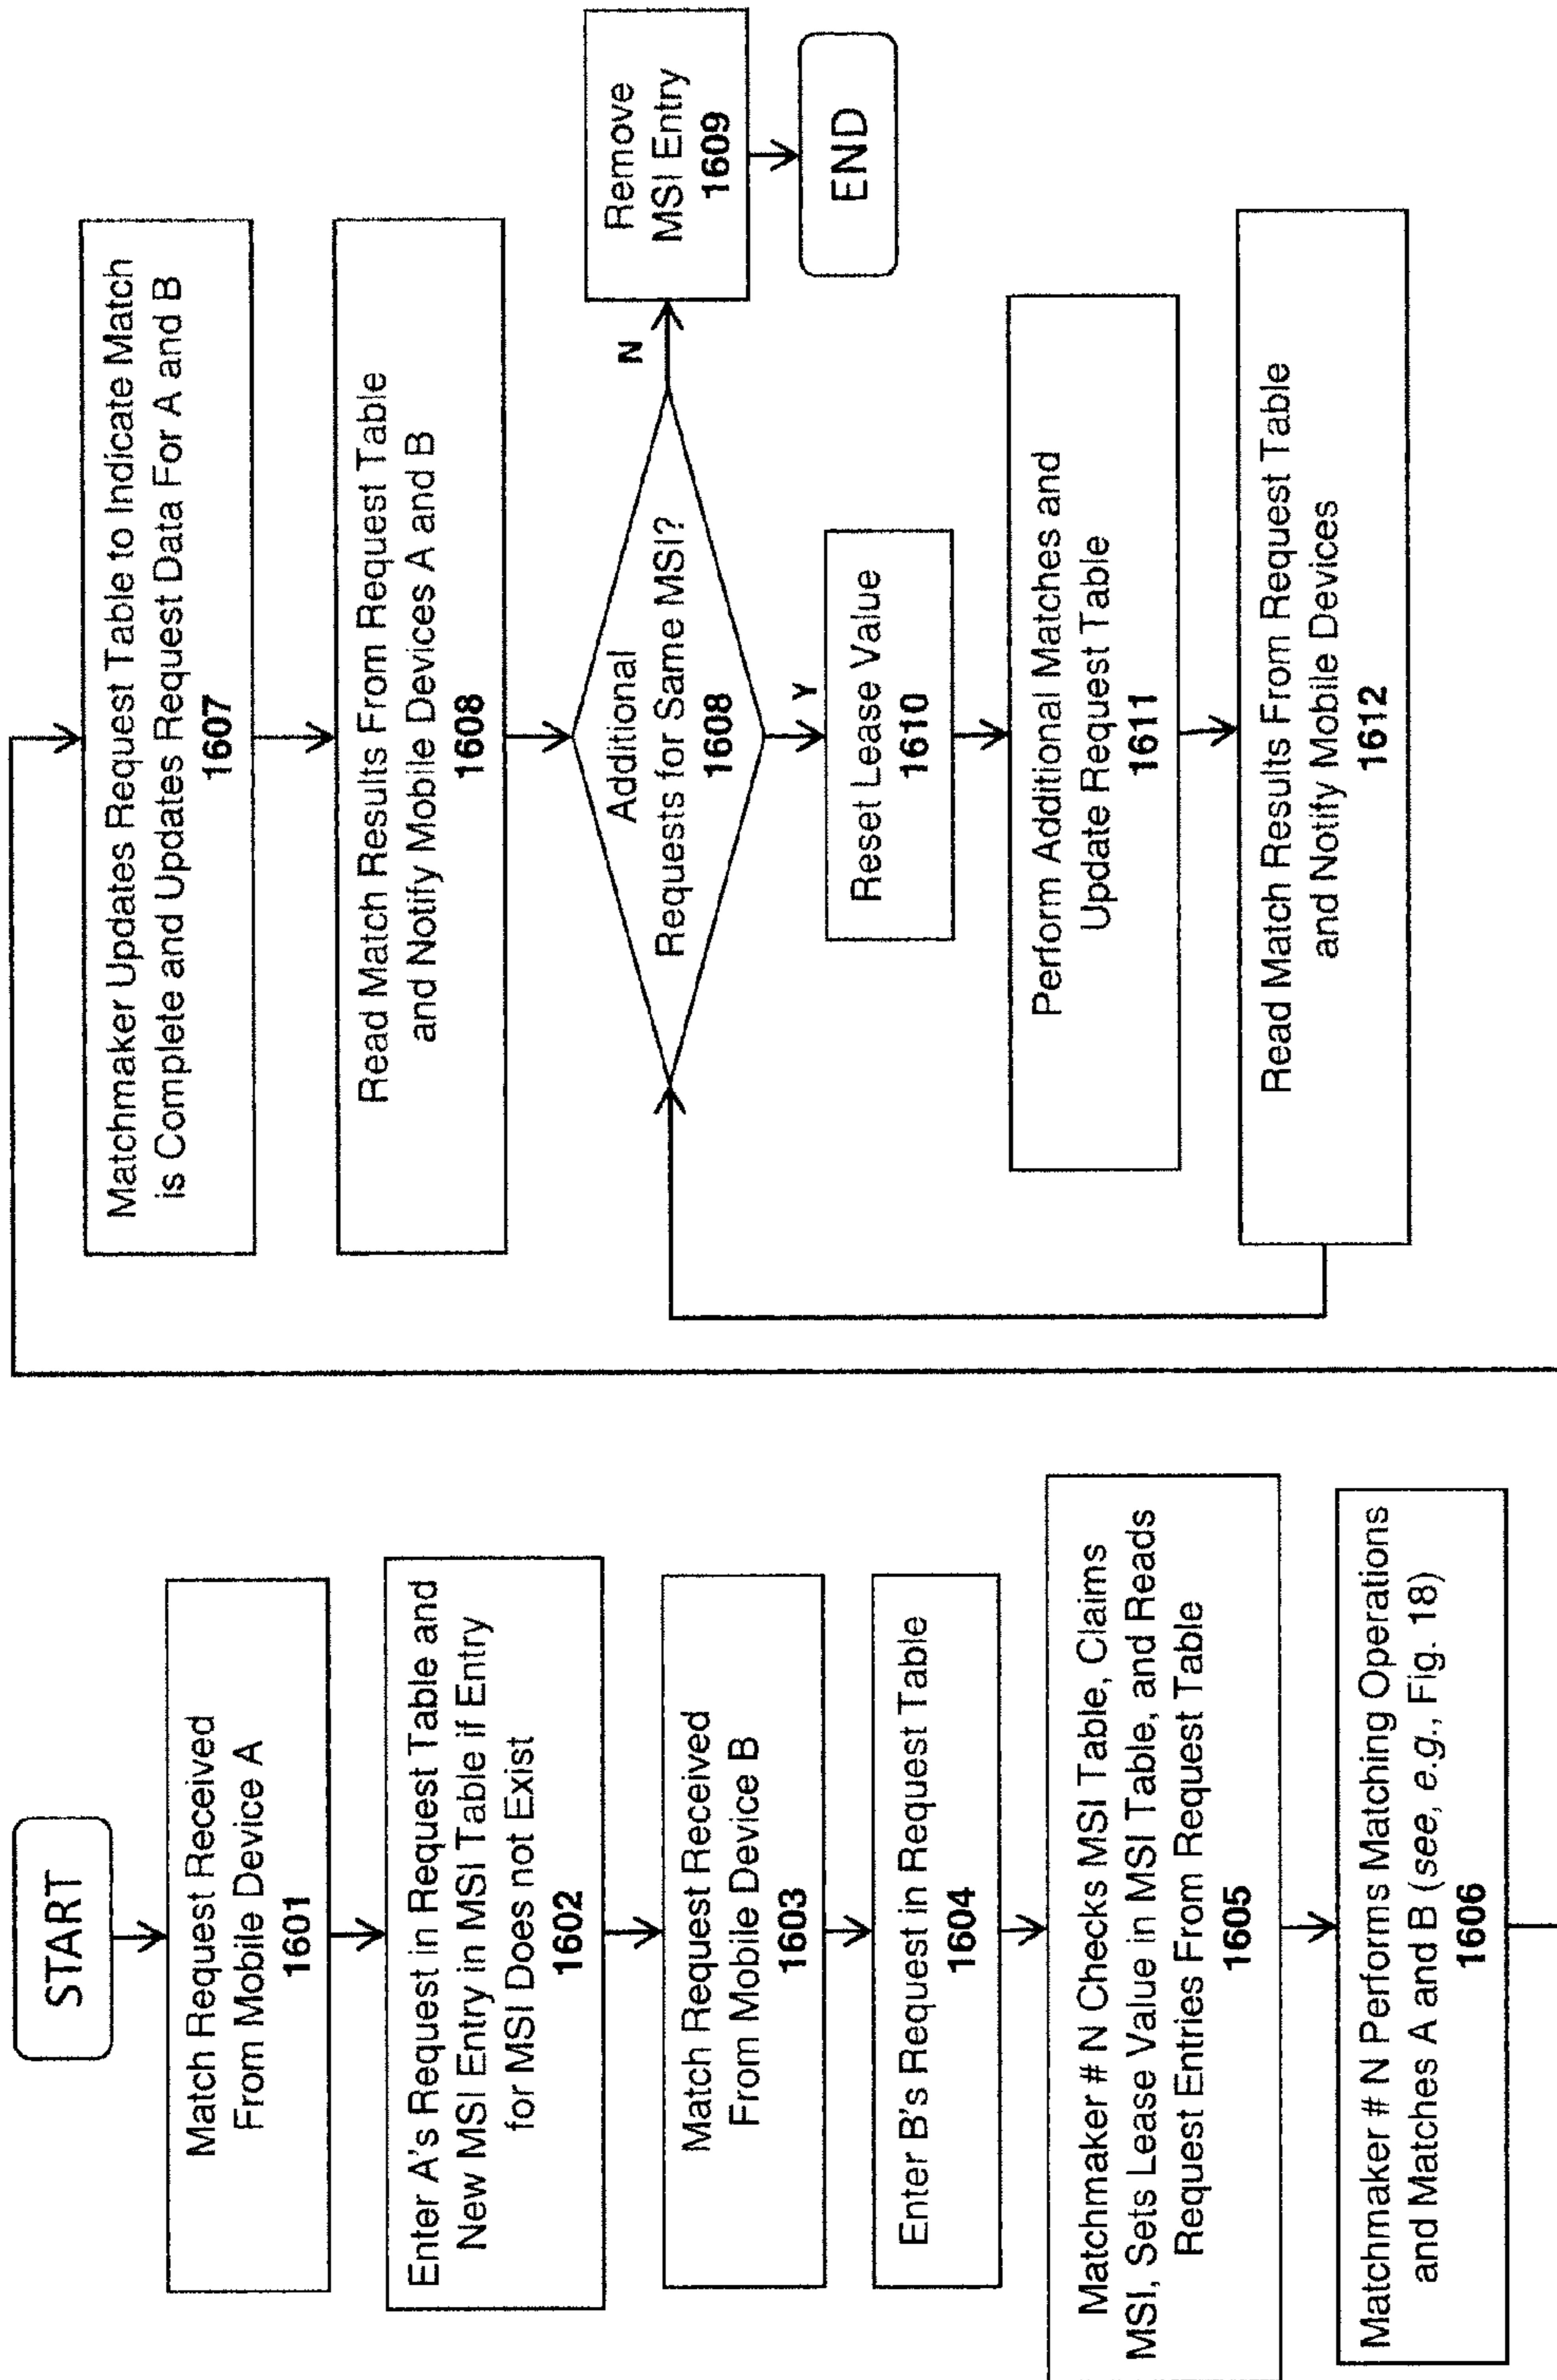 START
Match Request Received
From Mobile Device A
1601
Enter A's Request in Request Table and
New MSI Entry in MSI Table if Entry
for MSI Does not Exist
1602
Match Request Received
From Mobile Device B
1603
Enter B's Request in Request Table
1604
Matchmaker # N Checks MSI Table, Claims
MSI, Sets Lease Value in MSI Table, and Reads
Request Entries From Request Table
1605
Matchmaker # N Performs Matching Operations
and Matches A and B (see, e.g., Fig. 18)
1606
Matchmaker Updates Request Table to Indicate Match
is Complete and Updates Request Data For A and B
1607
Read Match Results From Request Table
and Notify Mobile Devices A and B
1608
Additional
Requests for Same MSI?
1608
N
Remove
MSI Entry
1609
END
Y
Reset Lease Value
1610
Perform Additional Matches and
Update Request Table
1611
Read Match Results From Request Table
and Notify Mobile Devices
1612